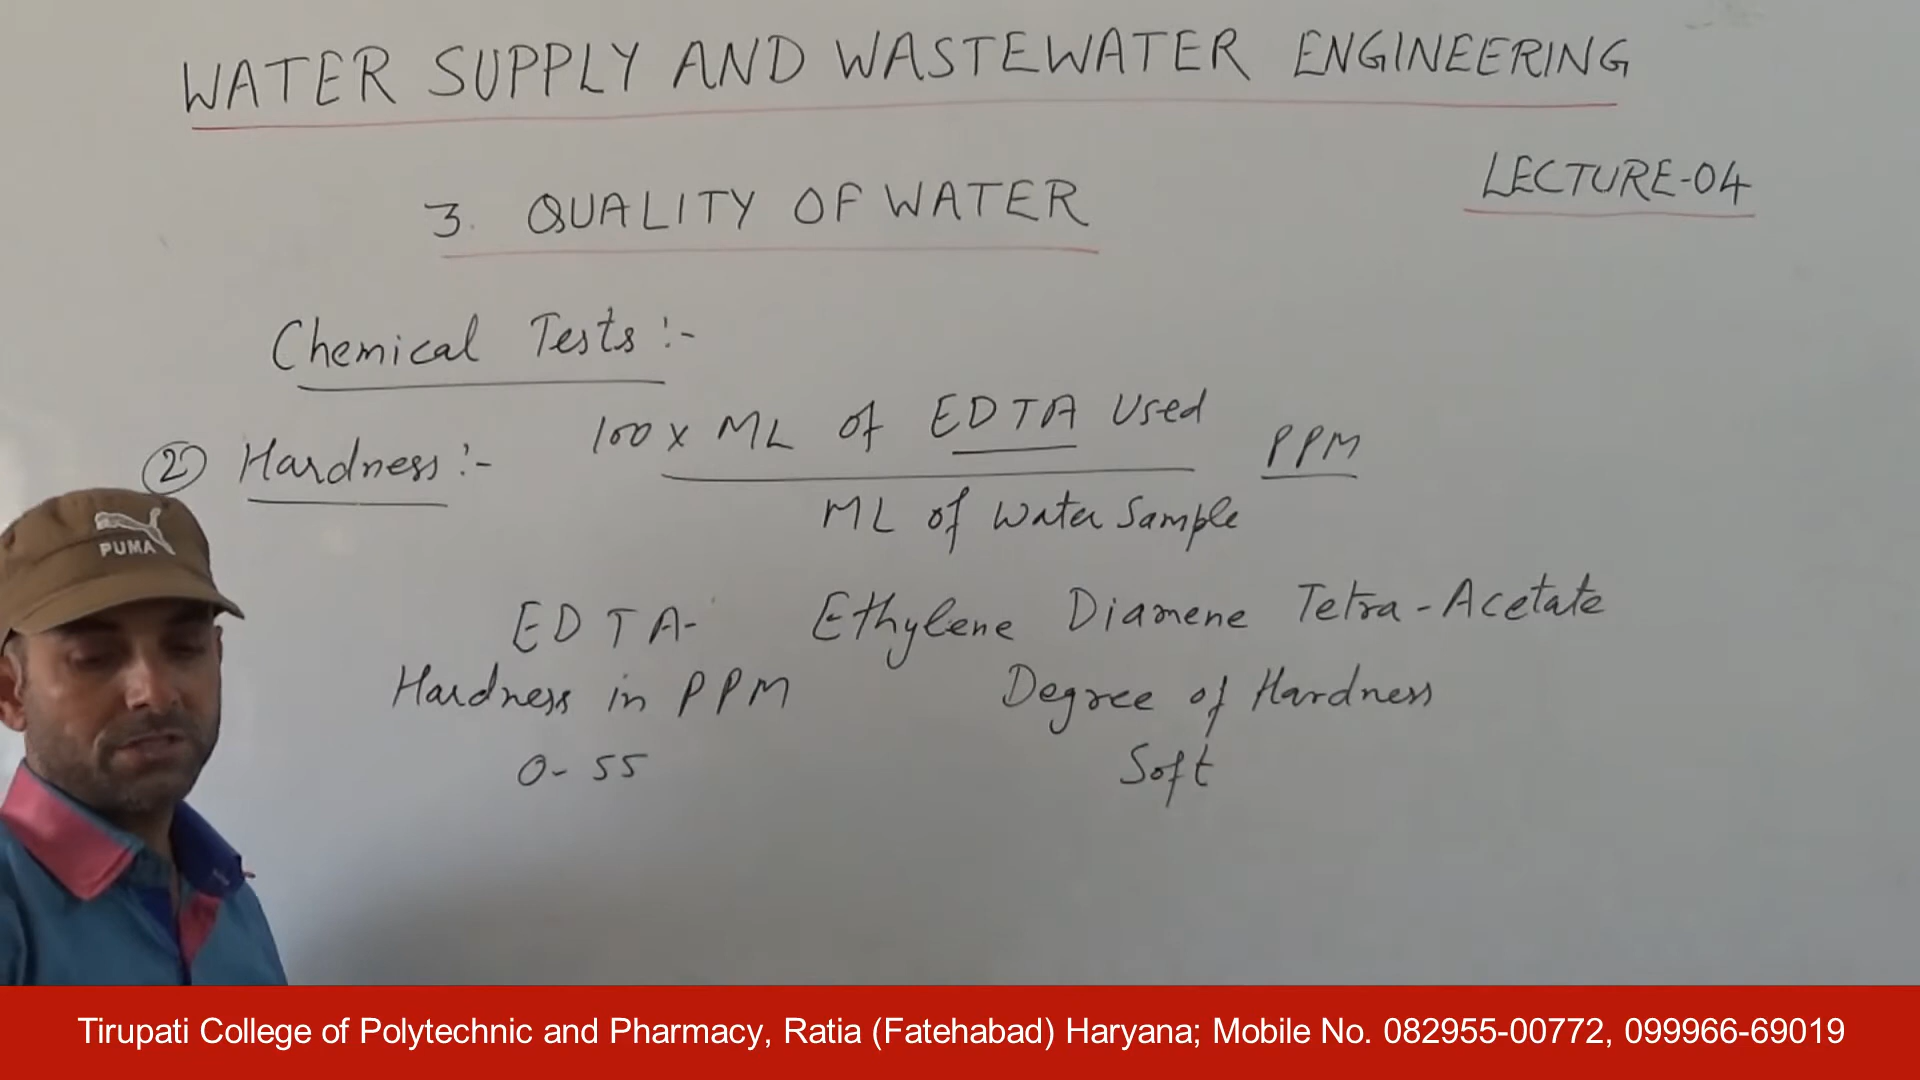 WATER SUPPLY AND WASTEWATER ENGINEERING
LECTURE-04
3. QUALITY OF WATER
Chemical Tests :-
② Hardness :- 100 x ML of EDTA Used PPM
ML of Water Sample
EDTA- Ethylene Diamene Tetra-Acetate
Hardness in PPM Degree of Hardness
0-55 Soft
PUMA
Tirupati College of Polytechnic and Pharmacy, Ratia (Fatehabad) Haryana; Mobile No. 082955-00772, 099966-69019